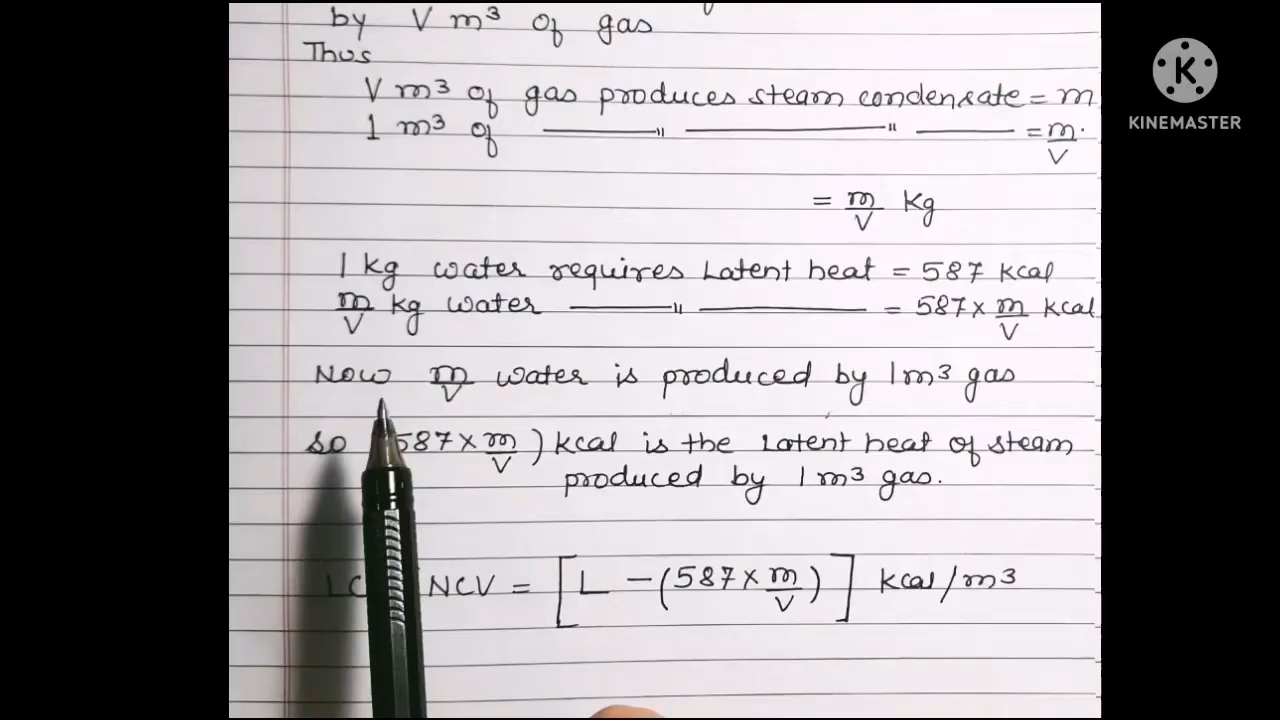 by V m³ of gas
Thus
V m³ of gas produces steam condensate = m
1 m³ of —〃— —〃— — = m/V
= m/V Kg
1 kg water requires Latent heat = 587 kcal
m/V kg water —〃— — = 587 × m/V kcal
Now m/V water is produced by 1 m³ gas
so 587 × m/V ) kcal is the Latent heat of steam
produced by 1 m³ gas.
LC NCV = [ L - (587 × m/V) ] kcal/m³
K
KINEMASTER